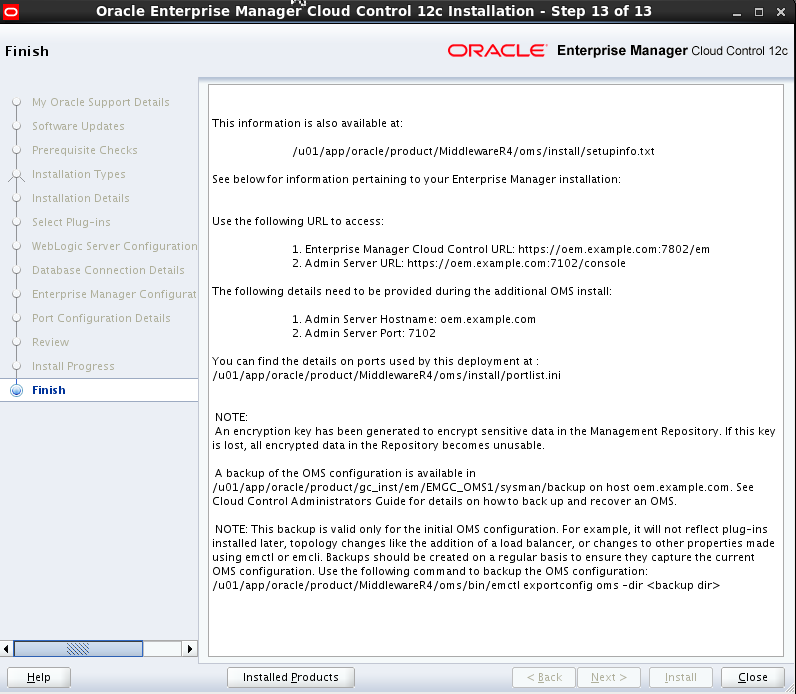 Oracle Enterprise Manager Cloud Control 12c Installation - Step 13 of 13
Finish
ORACLE Enterprise Manager Cloud Control 12c
My Oracle Support Details
Software Updates
Prerequisite Checks
Installation Types
Installation Details
Select Plug-ins
WebLogic Server Configuration
Database Connection Details
Enterprise Manager Configurat
Port Configuration Details
Review
Install Progress
Finish
This information is also available at:
/u01/app/oracle/product/MiddlewareR4/oms/install/setupinfo.txt
See below for information pertaining to your Enterprise Manager installation:
Use the following URL to access:
1. Enterprise Manager Cloud Control URL: https://oem.example.com:7802/em
2. Admin Server URL: https://oem.example.com:7102/console
The following details need to be provided during the additional OMS install:
1. Admin Server Hostname: oem.example.com
2. Admin Server Port: 7102
You can find the details on ports used by this deployment at :
/u01/app/oracle/product/MiddlewareR4/oms/install/portlist.ini
NOTE:
An encryption key has been generated to encrypt sensitive data in the Management Repository. If this key
is lost, all encrypted data in the Repository becomes unusable.
A backup of the OMS configuration is available in
/u01/app/oracle/product/gc_inst/em/EMGC_OMS1/sysman/backup on host oem.example.com. See
Cloud Control Administrators Guide for details on how to back up and recover an OMS.
NOTE: This backup is valid only for the initial OMS configuration. For example, it will not reflect plug-ins
installed later, topology changes like the addition of a load balancer, or changes to other properties made
using emctl or emcli. Backups should be created on a regular basis to ensure they capture the current
OMS configuration. Use the following command to backup the OMS configuration:
/u01/app/oracle/product/MiddlewareR4/oms/bin/emctl exportconfig oms -dir <backup dir>
Help
Installed Products
< Back
Next >
Install
Close